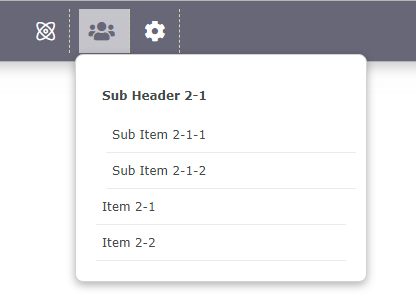 Sub Header 2-1
Sub Item 2-1-1
Sub Item 2-1-2
Item 2-1
Item 2-2